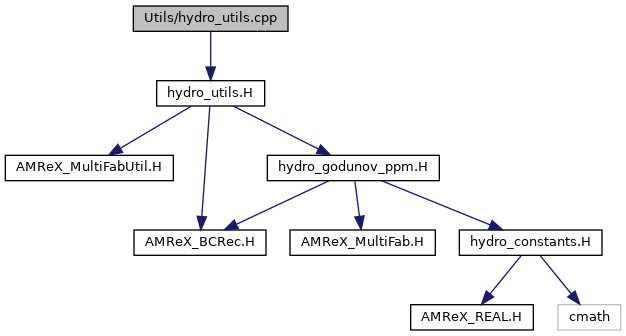 Utils/hydro_utils.cpp
hydro_utils.H
AMReX_MultiFabUtil.H
hydro_godunov_ppm.H
AMReX_BCRec.H
AMReX_MultiFab.H
hydro_constants.H
AMReX_REAL.H
cmath